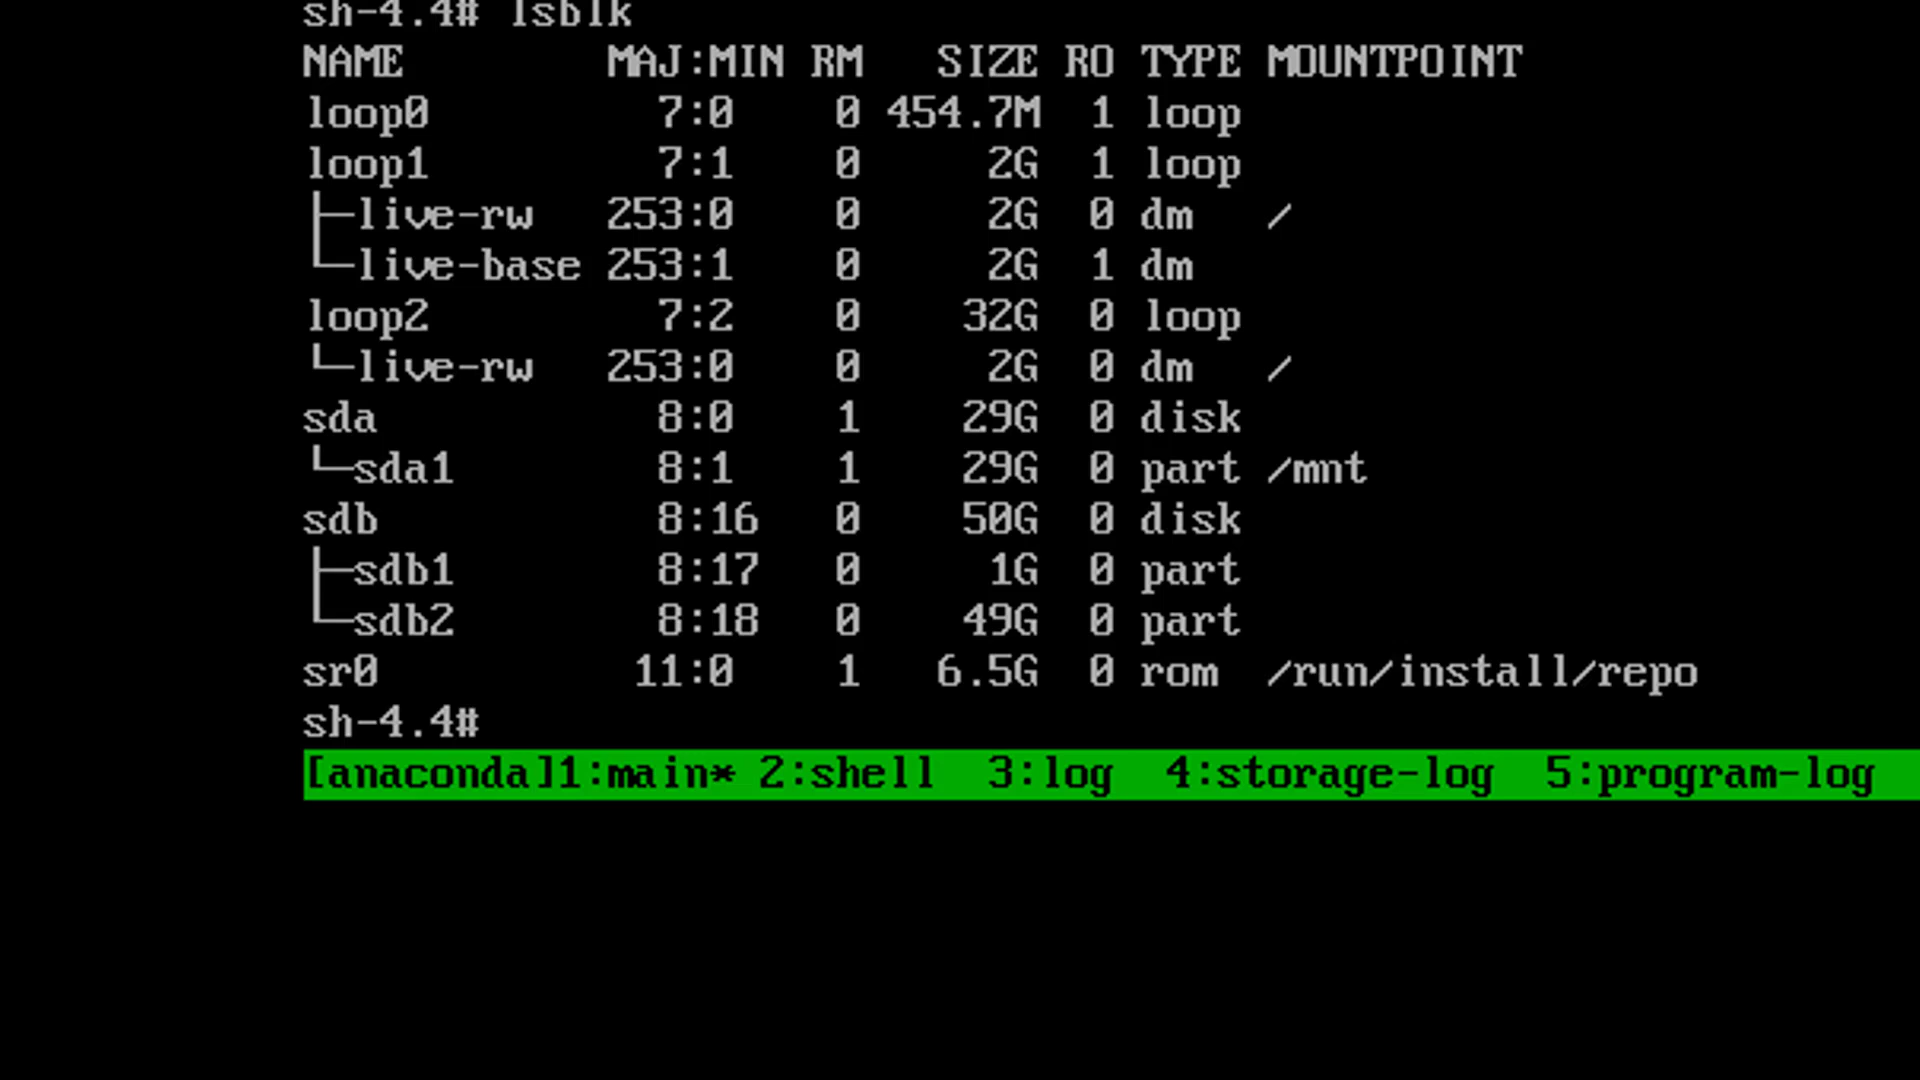 sh-4.4# lsblk
NAME        MAJ:MIN RM   SIZE RO TYPE MOUNTPOINT
loop0         7:0    0 454.7M  1 loop
loop1         7:1    0     2G  1 loop
├─live-rw   253:0    0     2G  0 dm   /
└─live-base 253:1    0     2G  1 dm
loop2         7:2    0    32G  0 loop
└─live-rw   253:0    0     2G  0 dm   /
sda           8:0    1    29G  0 disk
└─sda1        8:1    1    29G  0 part /mnt
sdb           8:16   0    50G  0 disk
├─sdb1        8:17   0     1G  0 part
└─sdb2        8:18   0    49G  0 part
sr0          11:0    1   6.5G  0 rom  /run/install/repo
sh-4.4#
[anaconda]1:main* 2:shell  3:log  4:storage-log  5:program-log